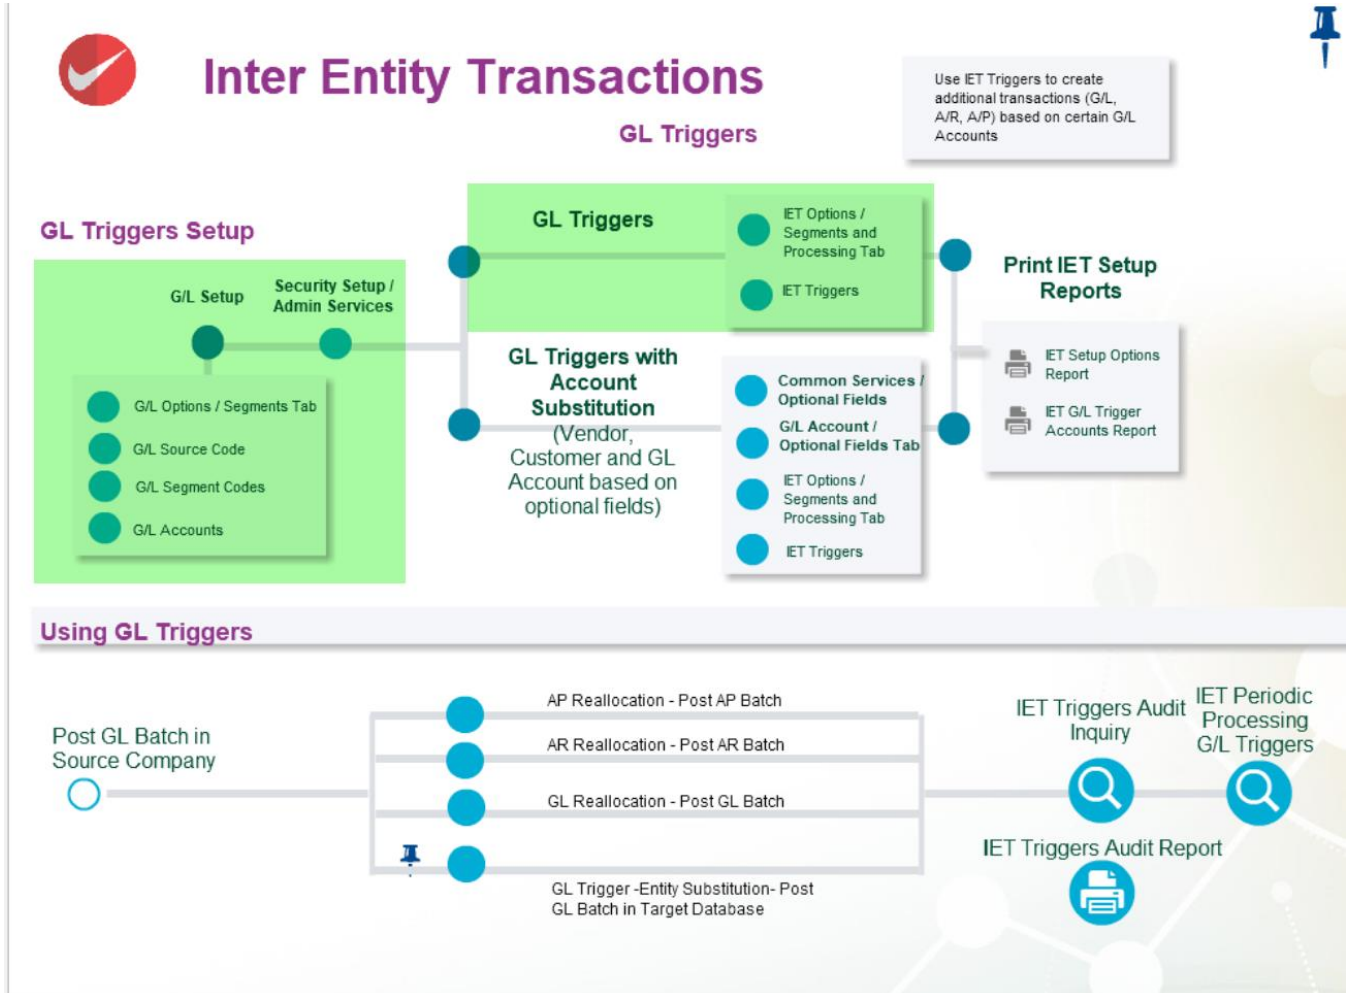 Inter Entity Transactions
GL Triggers
Use IET Triggers to create
additional transactions (G/L,
A/R, A/P) based on certain G/L
Accounts
GL Triggers Setup
G/L Setup
Security Setup /
Admin Services
G/L Options / Segments Tab
G/L Source Code
G/L Segment Codes
G/L Accounts
GL Triggers
IET Options /
Segments and
Processing Tab
IET Triggers
GL Triggers with
Account
Substitution
(Vendor,
Customer and GL
Account based on
optional fields)
Common Services /
Optional Fields
G/L Account /
Optional Fields Tab
IET Options /
Segments and
Processing Tab
IET Triggers
Print IET Setup
Reports
IET Setup Options
Report
IET G/L Trigger
Accounts Report
Using GL Triggers
Post GL Batch in
Source Company
AP Reallocation - Post AP Batch
AR Reallocation - Post AR Batch
GL Reallocation - Post GL Batch
GL Trigger -Entity Substitution- Post
GL Batch in Target Database
IET Triggers Audit
Inquiry
IET Periodic
Processing
G/L Triggers
IET Triggers Audit Report